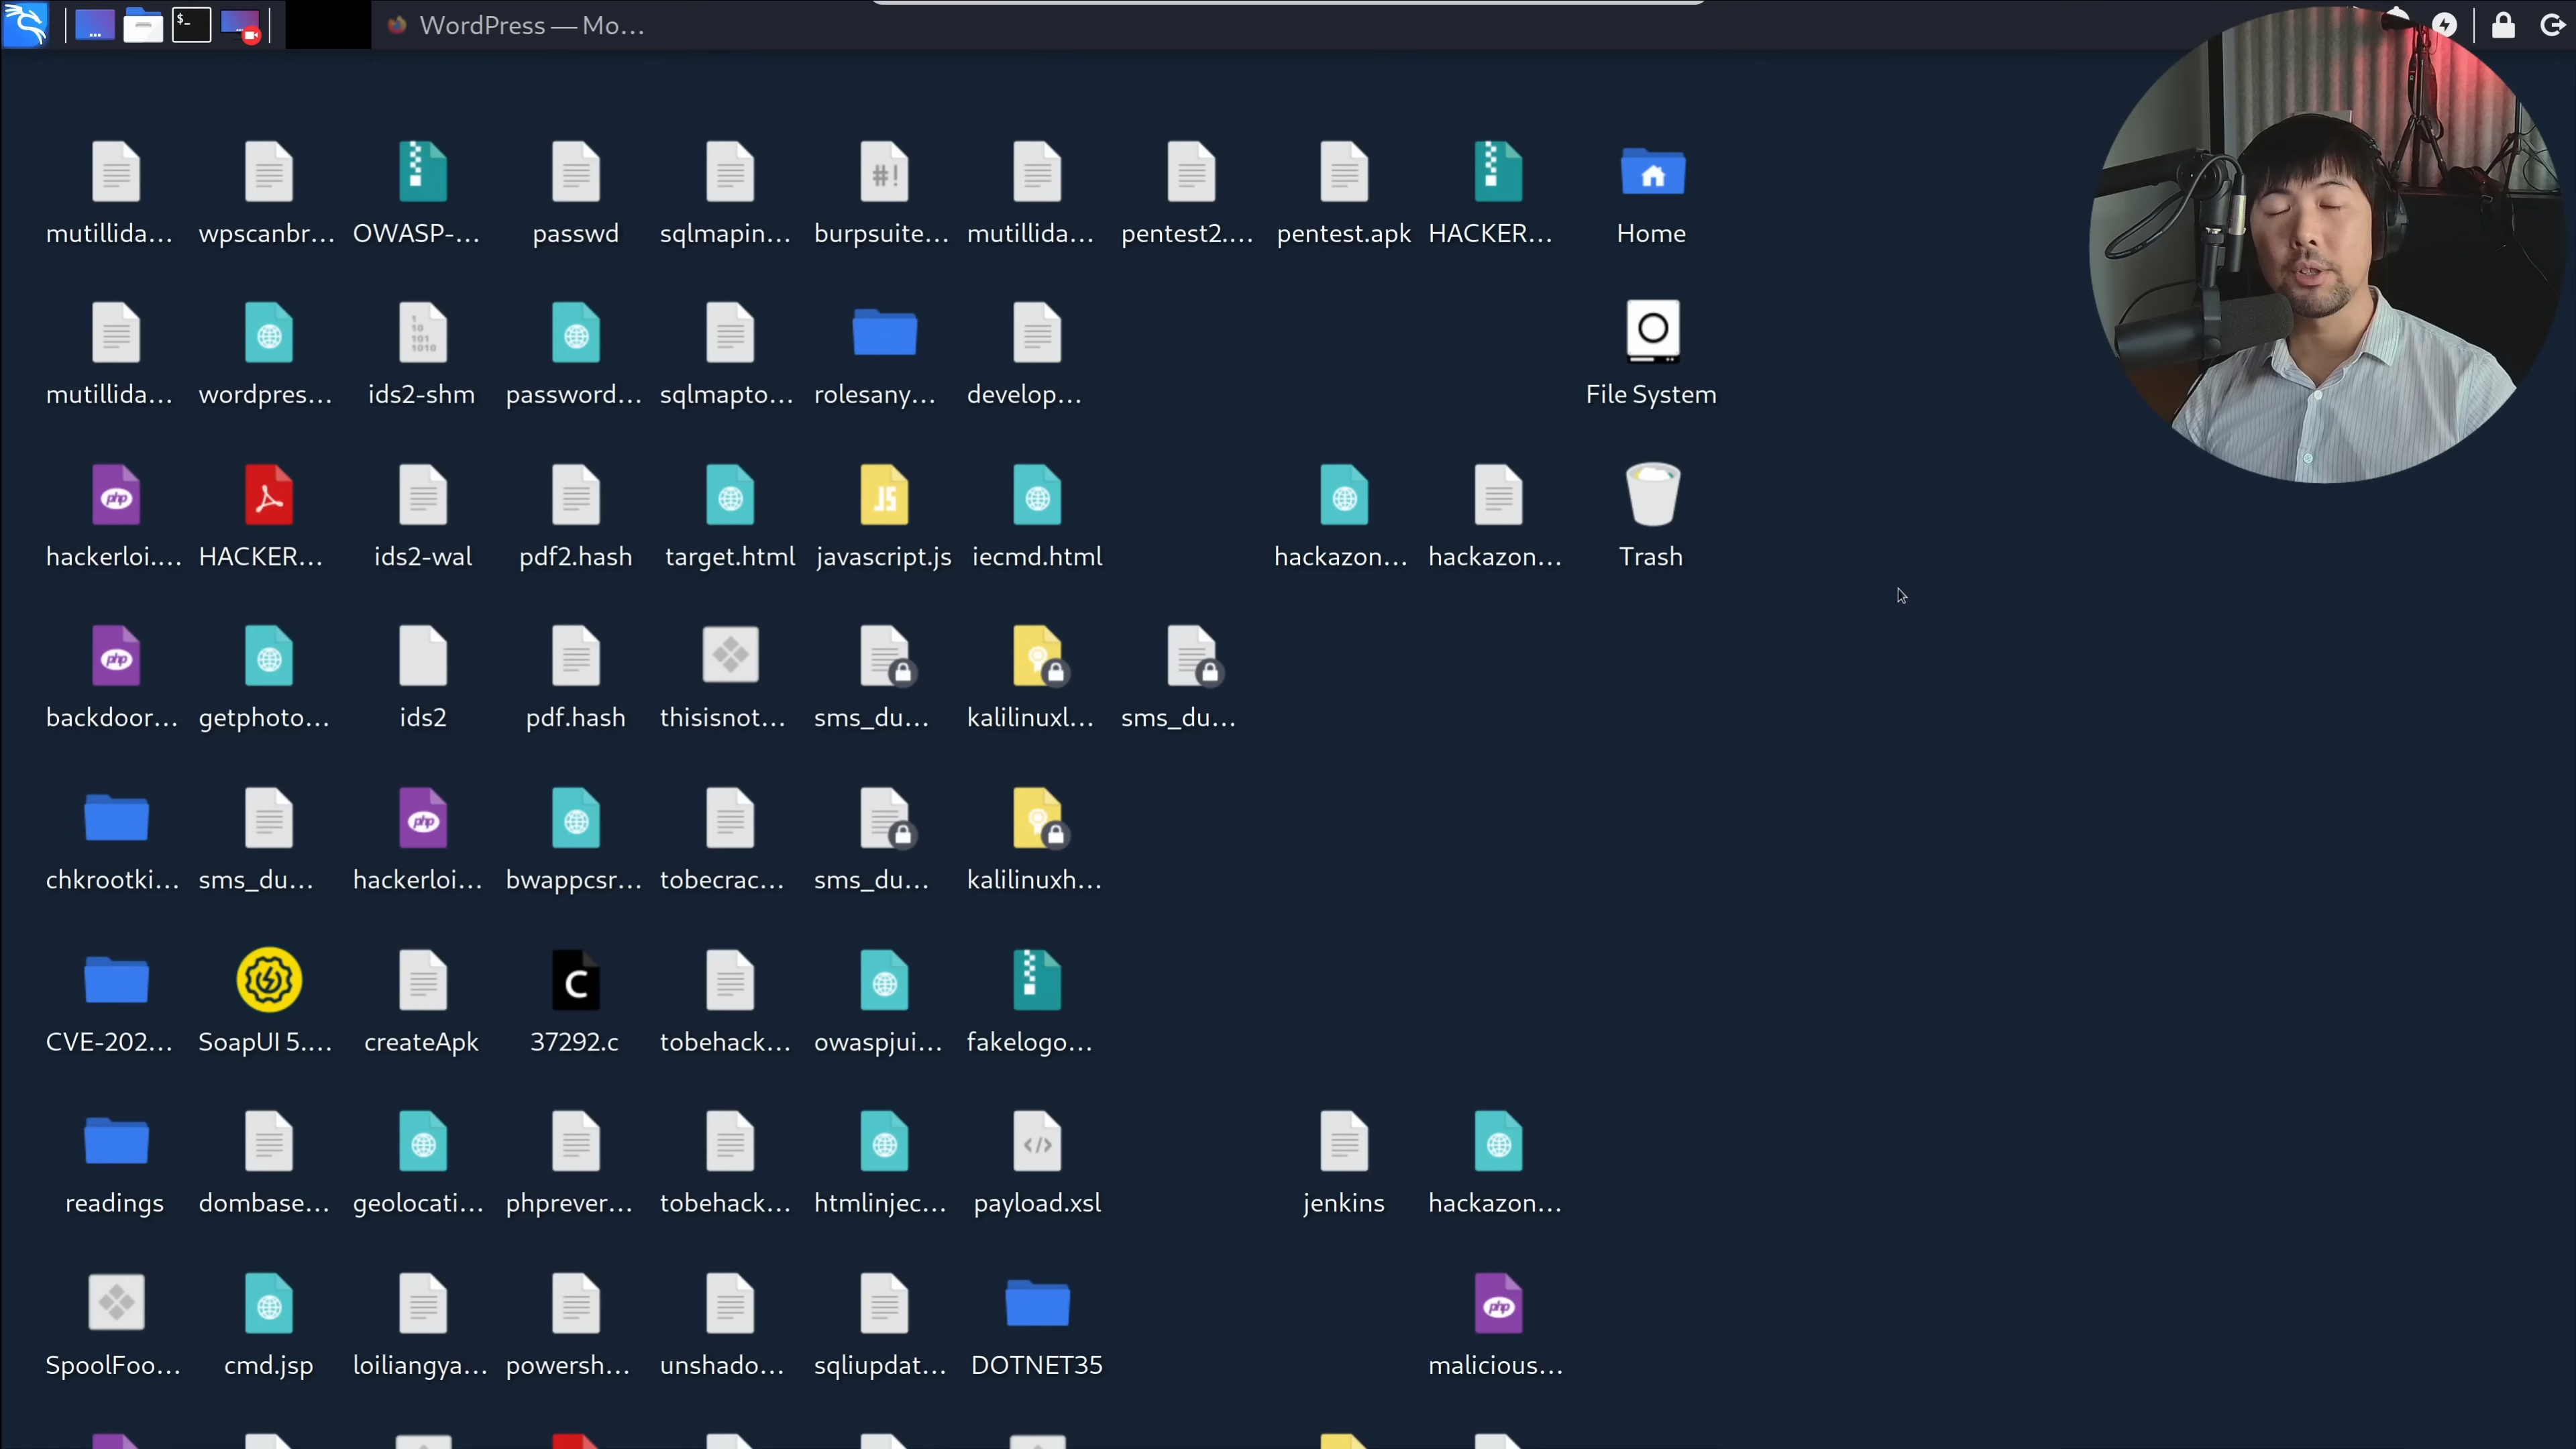 WordPress — Mo...
mutillida... wpscanbr... OWASP-... passwd sqlmapin... burpsuite... mutillida... pentest2.... pentest.apk HACKER... Home
mutillida... wordpres... ids2-shm password... sqlmapto... rolesany... develop... File System
hackerloi.... HACKER... ids2-wal pdf2.hash target.html javascript.js iecmd.html hackazon... hackazon... Trash
backdoor... getphoto... ids2 pdf.hash thisisnot... sms_du... kalilinuxl... sms_du...
chkrootki... sms_du... hackerloi... bwappcsr... tobecrac... sms_du... kalilinuxh...
CVE-202... SoapUI 5.... createApk 37292.c tobehack... owaspjui... fakelogo...
readings dombase... geolocati... phprever... tobehack... htmlinjec... payload.xsl jenkins hackazon...
SpoolFoo... cmd.jsp loiliangya... powersh... unshado... sqliupdat... DOTNET35 malicious...